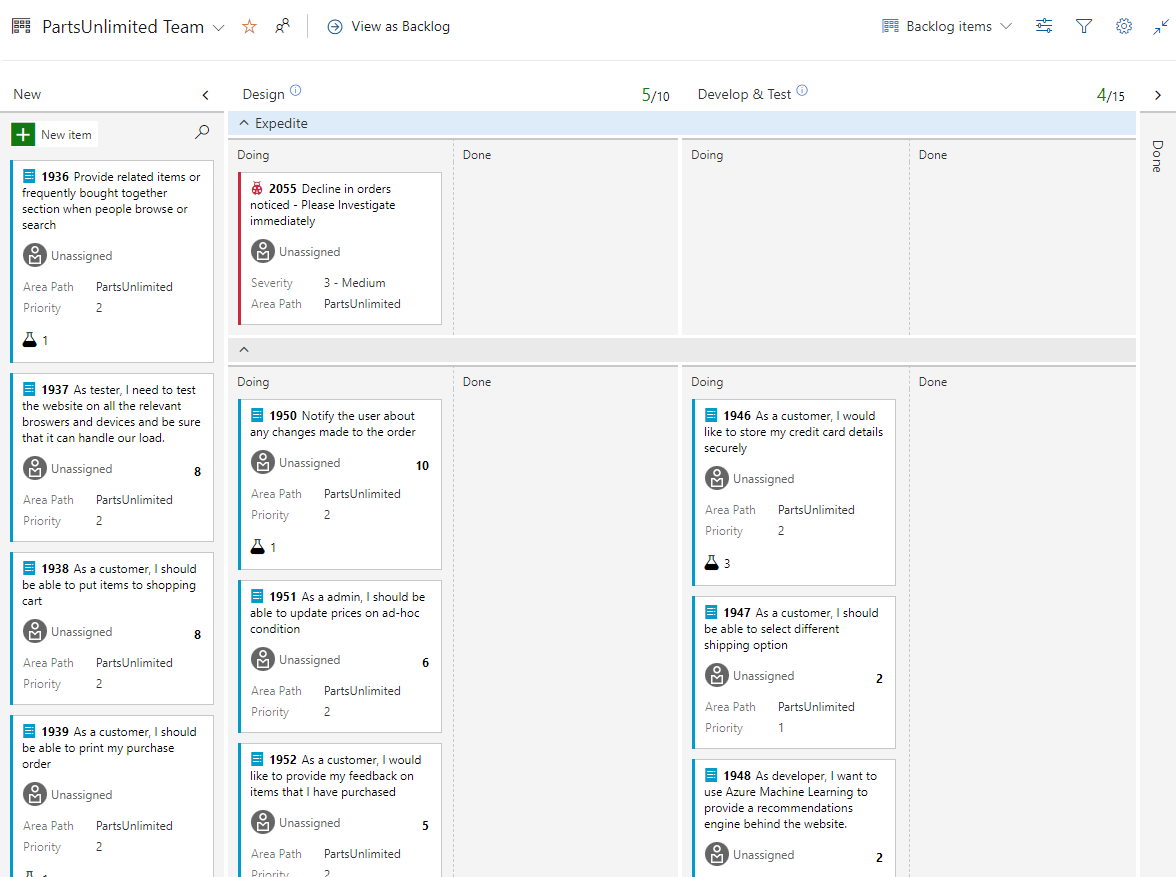 PartsUnlimited Team
View as Backlog
Backlog items
New
Design
5/10
Develop & Test
4/15
New item
Expedite
Done
1936 Provide related items or
frequently bought together
section when people browse or
search
Unassigned
Area Path PartsUnlimited
Priority 2
1
1937 As tester, I need to test
the website on all the relevant
broswers and devices and be sure
that it can handle our load.
Unassigned 8
Area Path PartsUnlimited
Priority 2
1938 As a customer, I should
be able to put items to shopping
cart
Unassigned 8
Area Path PartsUnlimited
Priority 2
1939 As a customer, I should
be able to print my purchase
order
Unassigned
Area Path PartsUnlimited
Priority 2
1
Doing
Done
Doing
Done
2055 Decline in orders
noticed - Please Investigate
immediately
Unassigned
Severity 3 - Medium
Area Path PartsUnlimited
Doing
Done
Doing
Done
1950 Notify the user about
any changes made to the order
Unassigned 10
Area Path PartsUnlimited
Priority 2
1
1951 As a admin, I should be
able to update prices on ad-hoc
condition
Unassigned 6
Area Path PartsUnlimited
Priority 2
1952 As a customer, I would
like to provide my feedback on
items that I have purchased
Unassigned 5
Area Path PartsUnlimited
Priority 2
1946 As a customer, I would
like to store my credit card details
securely
Unassigned
Area Path PartsUnlimited
Priority 2
3
1947 As a customer, I should
be able to select different
shipping option
Unassigned 2
Area Path PartsUnlimited
Priority 1
1948 As developer, I want to
use Azure Machine Learning to
provide a recommendations
engine behind the website.
Unassigned 2